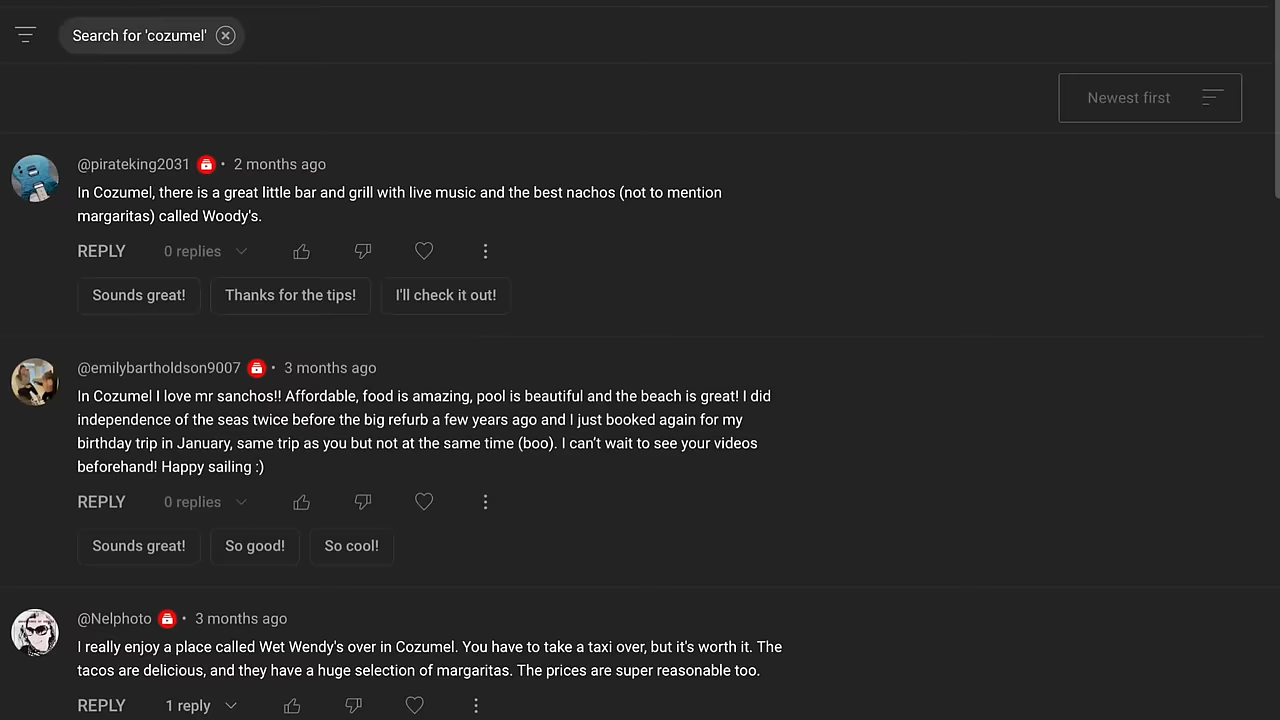 Search for 'cozumel'
Newest first
@pirateking2031 • 2 months ago
In Cozumel, there is a great little bar and grill with live music and the best nachos (not to mention
margaritas) called Woody's.
REPLY 0 replies
Sounds great! Thanks for the tips! I'll check it out!
@emilybartholdson9007 • 3 months ago
In Cozumel I love mr sanchos!! Affordable, food is amazing, pool is beautiful and the beach is great! I did
independence of the seas twice before the big refurb a few years ago and I just booked again for my
birthday trip in January, same trip as you but not at the same time (boo). I can’t wait to see your videos
beforehand! Happy sailing :)
REPLY 0 replies
Sounds great! So good! So cool!
@Nelphoto • 3 months ago
I really enjoy a place called Wet Wendy's over in Cozumel. You have to take a taxi over, but it's worth it. The
tacos are delicious, and they have a huge selection of margaritas. The prices are super reasonable too.
REPLY 1 reply